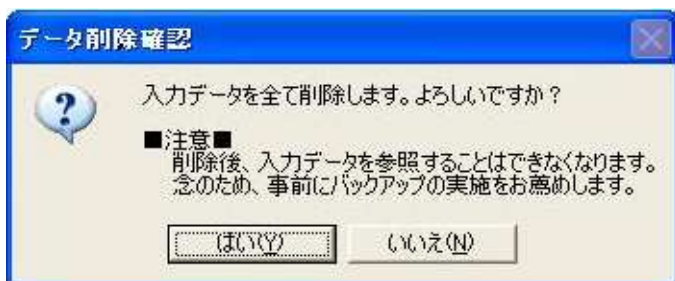 データ削除確認
入力データを全て削除します。よろしいですか？
■注意■
削除後、入力データを参照することはできなくなります。
念のため、事前にバックアップの実施をお薦めします。
はい(Y) いいえ(N)